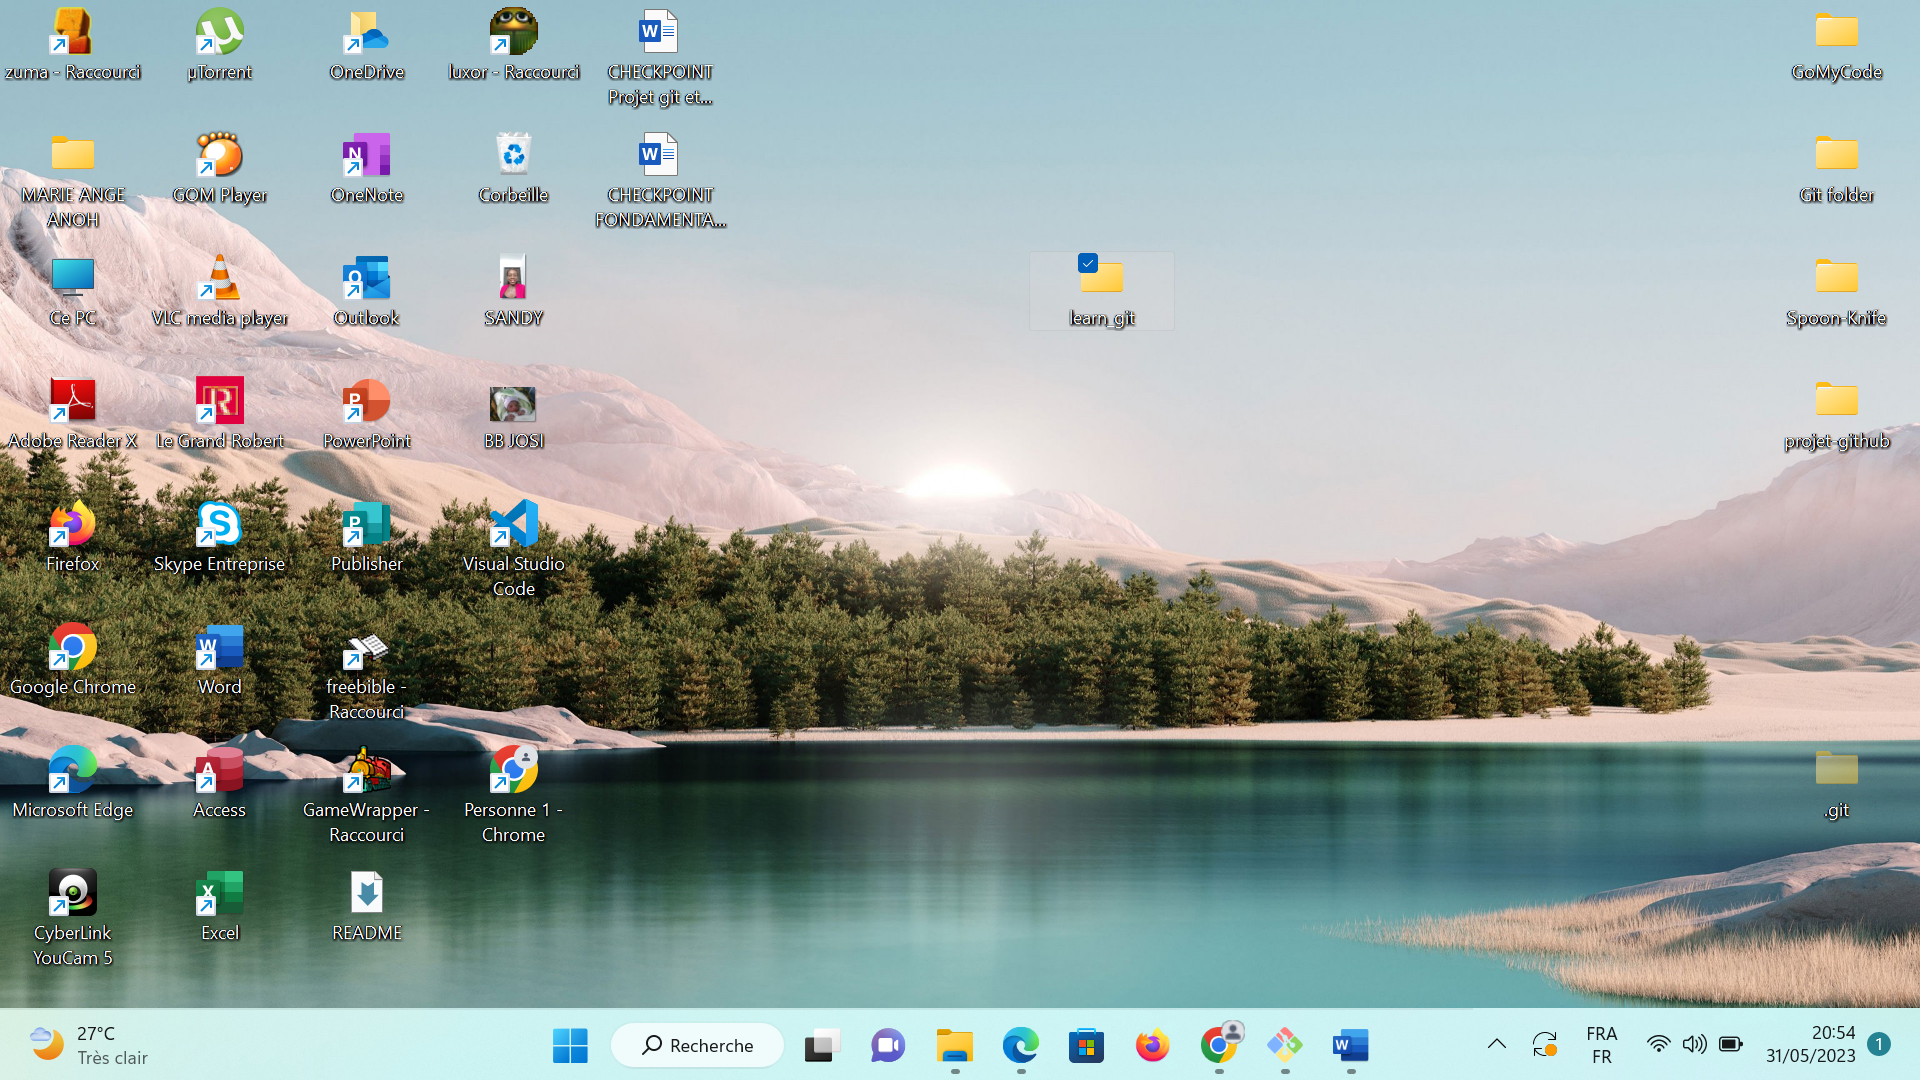 zuma - Raccourci
µTorrent
OneDrive
luxor - Raccourci
CHECKPOINT
Projet git et...
GoMyCode
MARIE ANGE
ANOH
GOM Player
OneNote
Corbeille
CHECKPOINT
FONDAMENTA...
Git folder
Ce PC
VLC media player
Outlook
SANDY
learn_git
Spoon-Knife
Adobe Reader X
Le Grand Robert
PowerPoint
BB JOSI
projet-github
Firefox
Skype Entreprise
Publisher
Visual Studio
Code
Google Chrome
Word
freebible -
Raccourci
Microsoft Edge
Access
GameWrapper -
Raccourci
Personne 1 -
Chrome
.git
CyberLink
YouCam 5
Excel
README
27°C
Très clair
Recherche
FRA
FR
20:54
31/05/2023
1